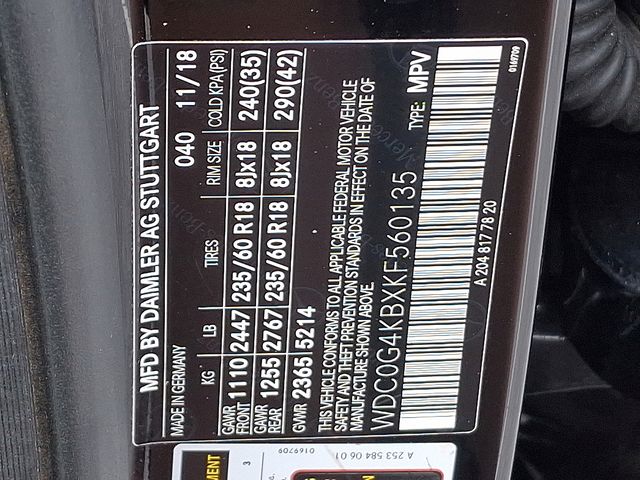 MFD BY DAIMLER AG STUTTGART
MADE IN GERMANY 040 11/18
KG LB TIRES RIM SIZE COLD KPA(PSI)
GAWR FRONT 1110 2447 235/60 R18 8Jx18 240(35)
GAWR REAR 1255 2767 235/60 R18 8Jx18 290(42)
GWR 2365 5214
THIS VEHICLE CONFORMS TO ALL APPLICABLE FEDERAL MOTOR VEHICLE
SAFETY AND THEFT PREVENTION STANDARDS IN EFFECT ON THE DATE OF
MANUFACTURE SHOWN ABOVE.
WDC0G4KBXKF560135 TYPE: MPV
A 204 817 78 20
0169709
0169709
A 253 584 06 01
3